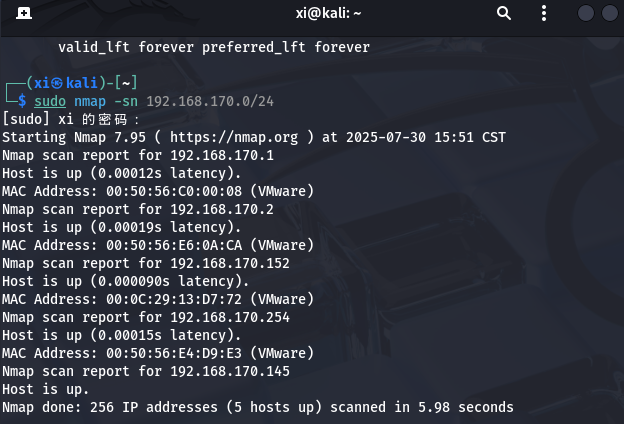 xi@kali: ~
valid_lft forever preferred_lft forever
┌──(xi㉿kali)-[~]
└─$ sudo nmap -sn 192.168.170.0/24
[sudo] xi 的密码：
Starting Nmap 7.95 ( https://nmap.org ) at 2025-07-30 15:51 CST
Nmap scan report for 192.168.170.1
Host is up (0.00012s latency).
MAC Address: 00:50:56:C0:00:08 (VMware)
Nmap scan report for 192.168.170.2
Host is up (0.00019s latency).
MAC Address: 00:50:56:E6:0A:CA (VMware)
Nmap scan report for 192.168.170.152
Host is up (0.000090s latency).
MAC Address: 00:0C:29:13:D7:72 (VMware)
Nmap scan report for 192.168.170.254
Host is up (0.00015s latency).
MAC Address: 00:50:56:E4:D9:E3 (VMware)
Nmap scan report for 192.168.170.145
Host is up.
Nmap done: 256 IP addresses (5 hosts up) scanned in 5.98 seconds